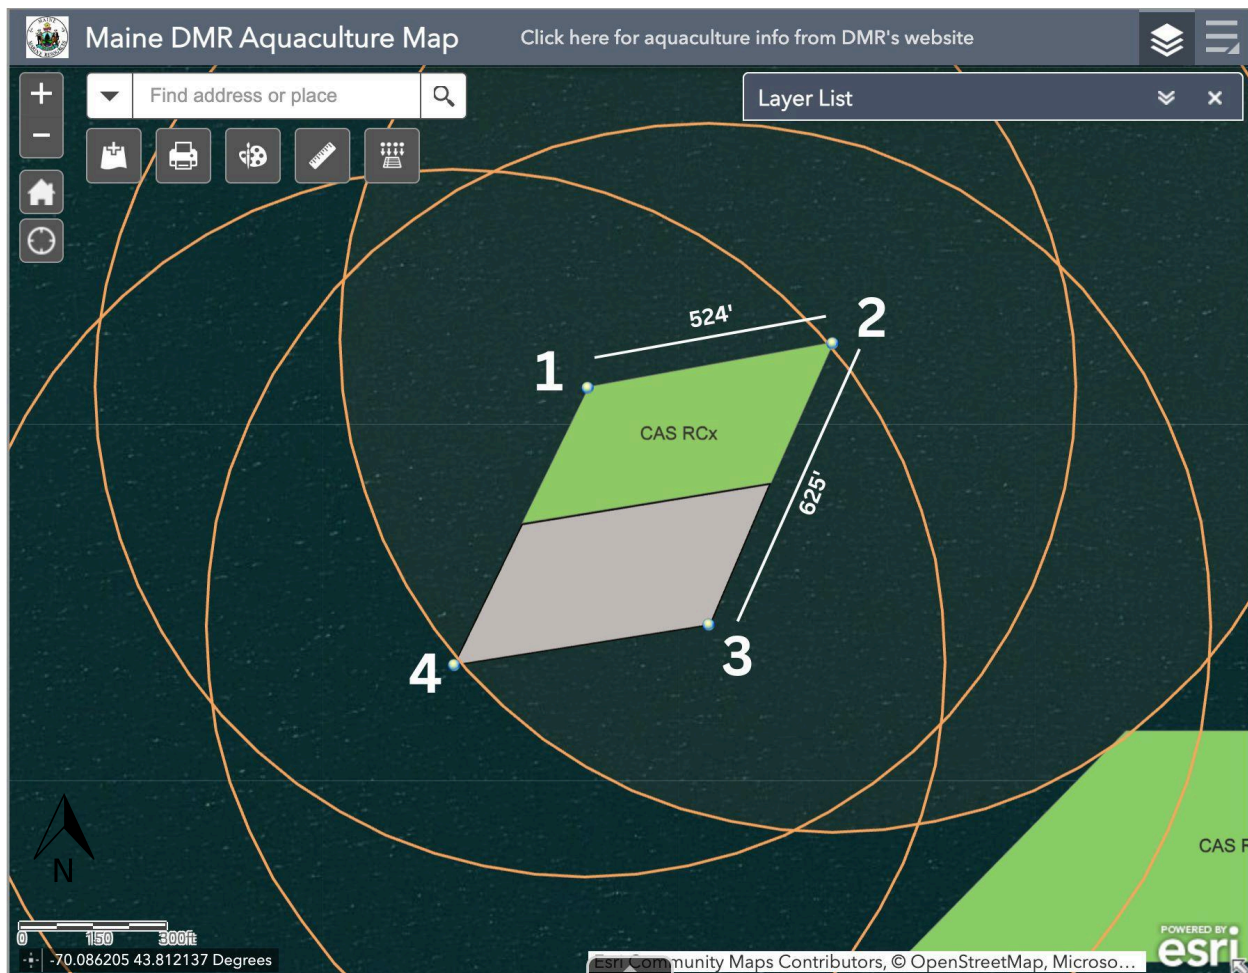 Maine DMR Aquaculture Map
Click here for aquaculture info from DMR's website
Find address or place
Layer List
524'
1
2
CAS RCx
625'
3
4
N
CAS
0 150 300ft
-70.086205 43.812137 Degrees
Esri Community Maps Contributors, © OpenStreetMap, Microso...
POWERED BY
esri